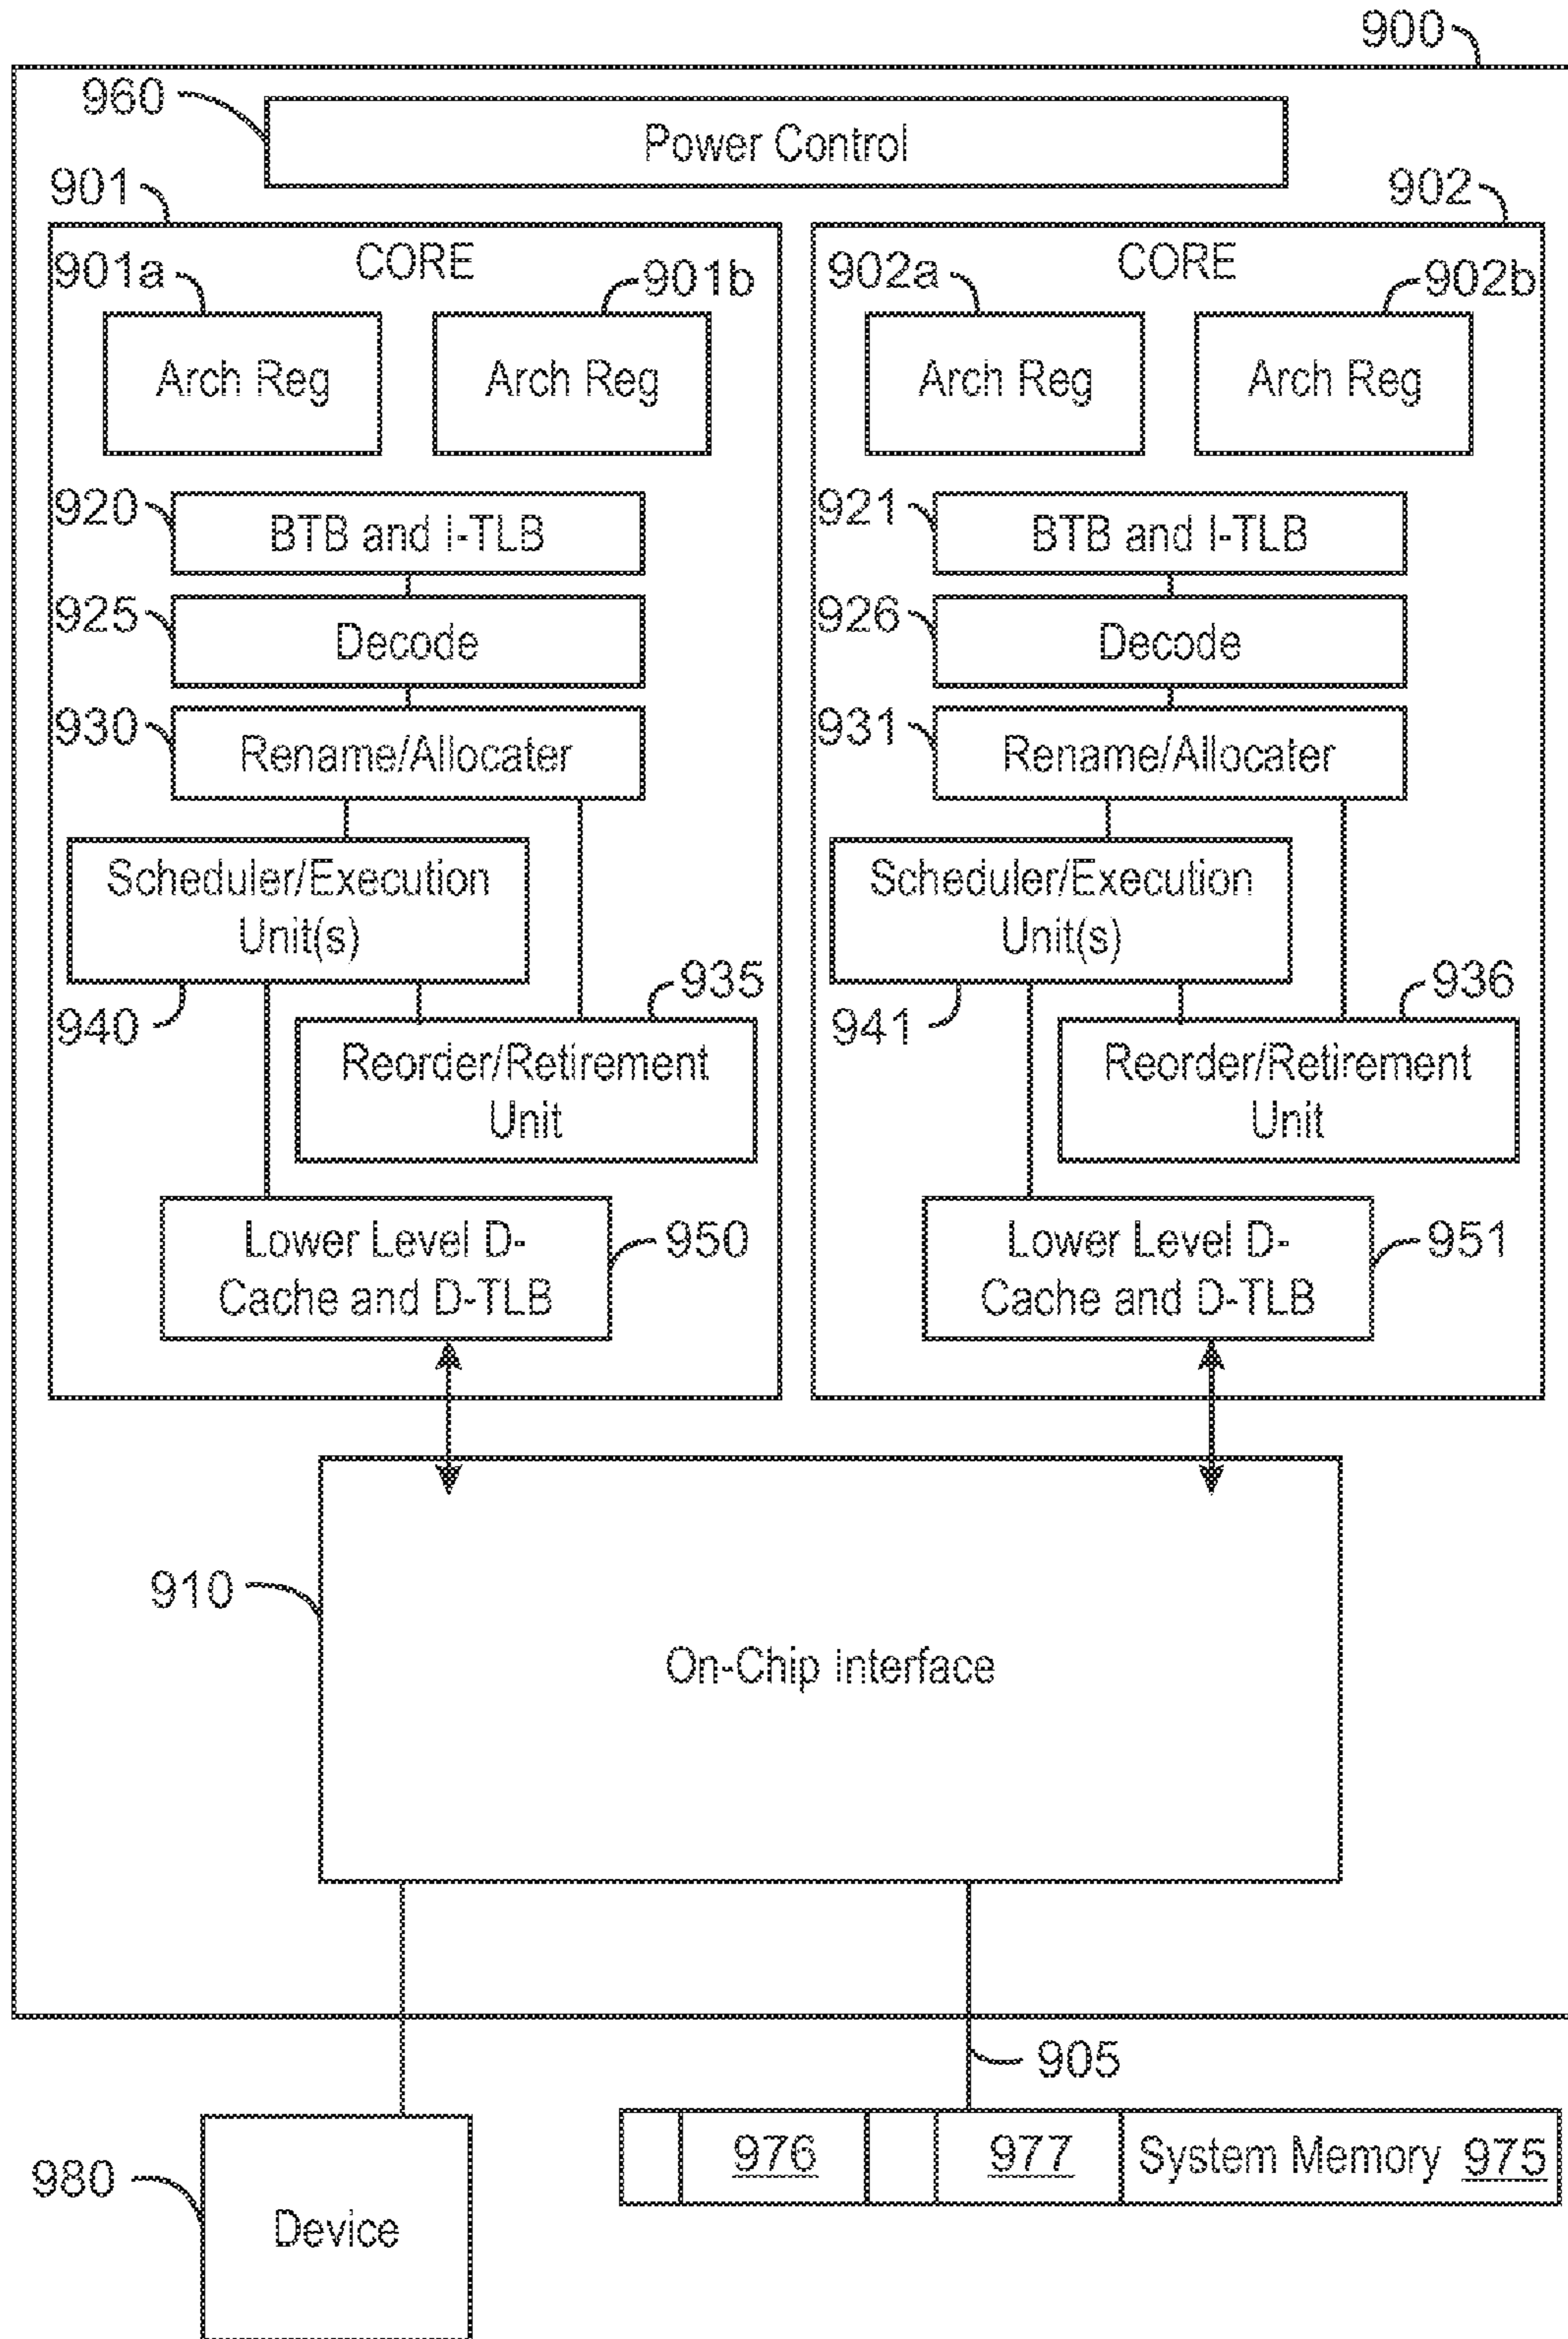 900
960
Power Control
901
902
CORE
901a
901b
Arch Reg
Arch Reg
920
BTB and I-TLB
925
Decode
930
Rename/Allocater
Scheduler/Execution
Unit(s)
940
935
Reorder/Retirement
Unit
Lower Level D-
Cache and D-TLB
950
CORE
902a
902b
Arch Reg
Arch Reg
921
BTB and I-TLB
926
Decode
931
Rename/Allocater
Scheduler/Execution
Unit(s)
941
936
Reorder/Retirement
Unit
Lower Level D-
Cache and D-TLB
951
910
On-Chip Interface
905
976
977
System Memory 975
980
Device